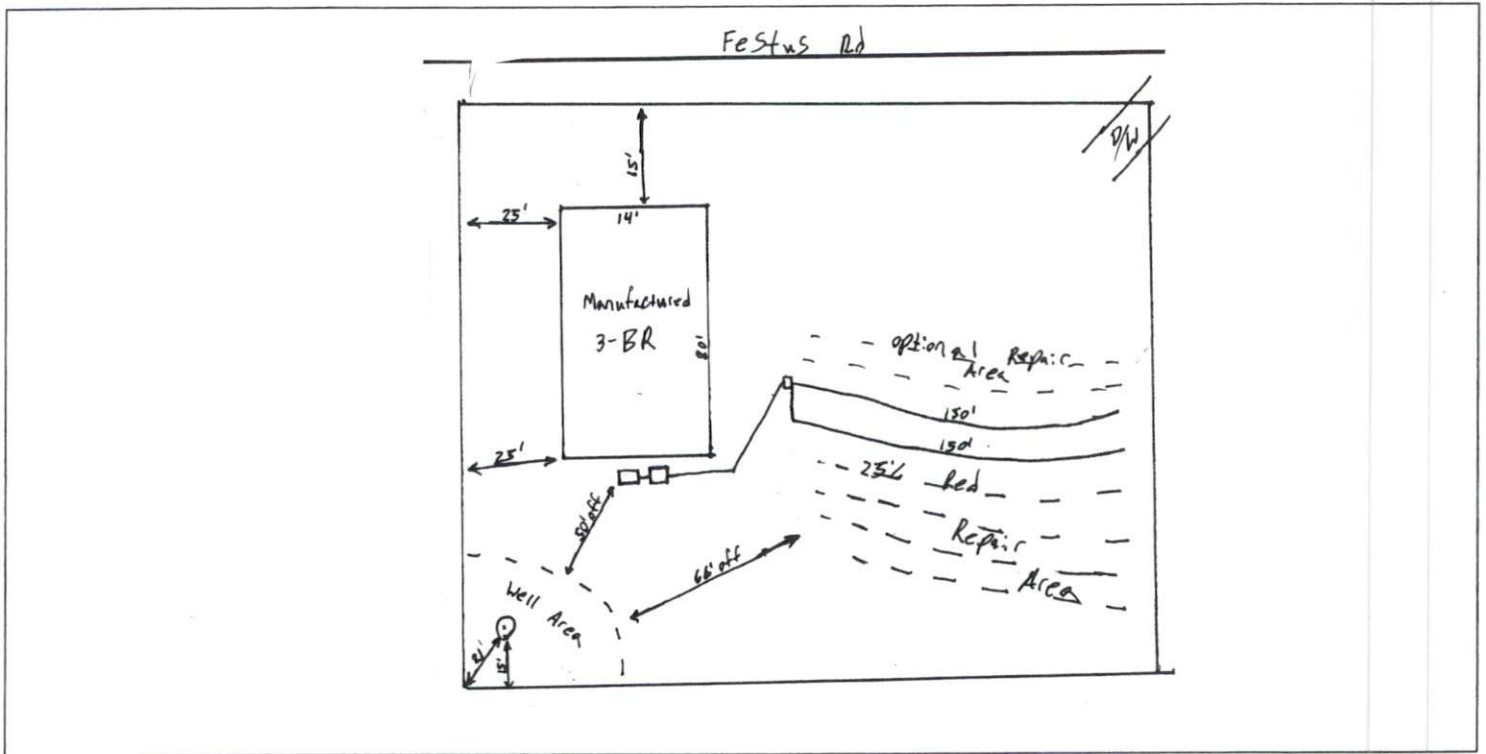 Festus Rd
D/W
15'
25'
14'
Manufactured
3-BR
80'
optional Repair
Area
150'
150'
25'
25% Red
Repair
Area
50' off
66' off
Well Area
21'
15'